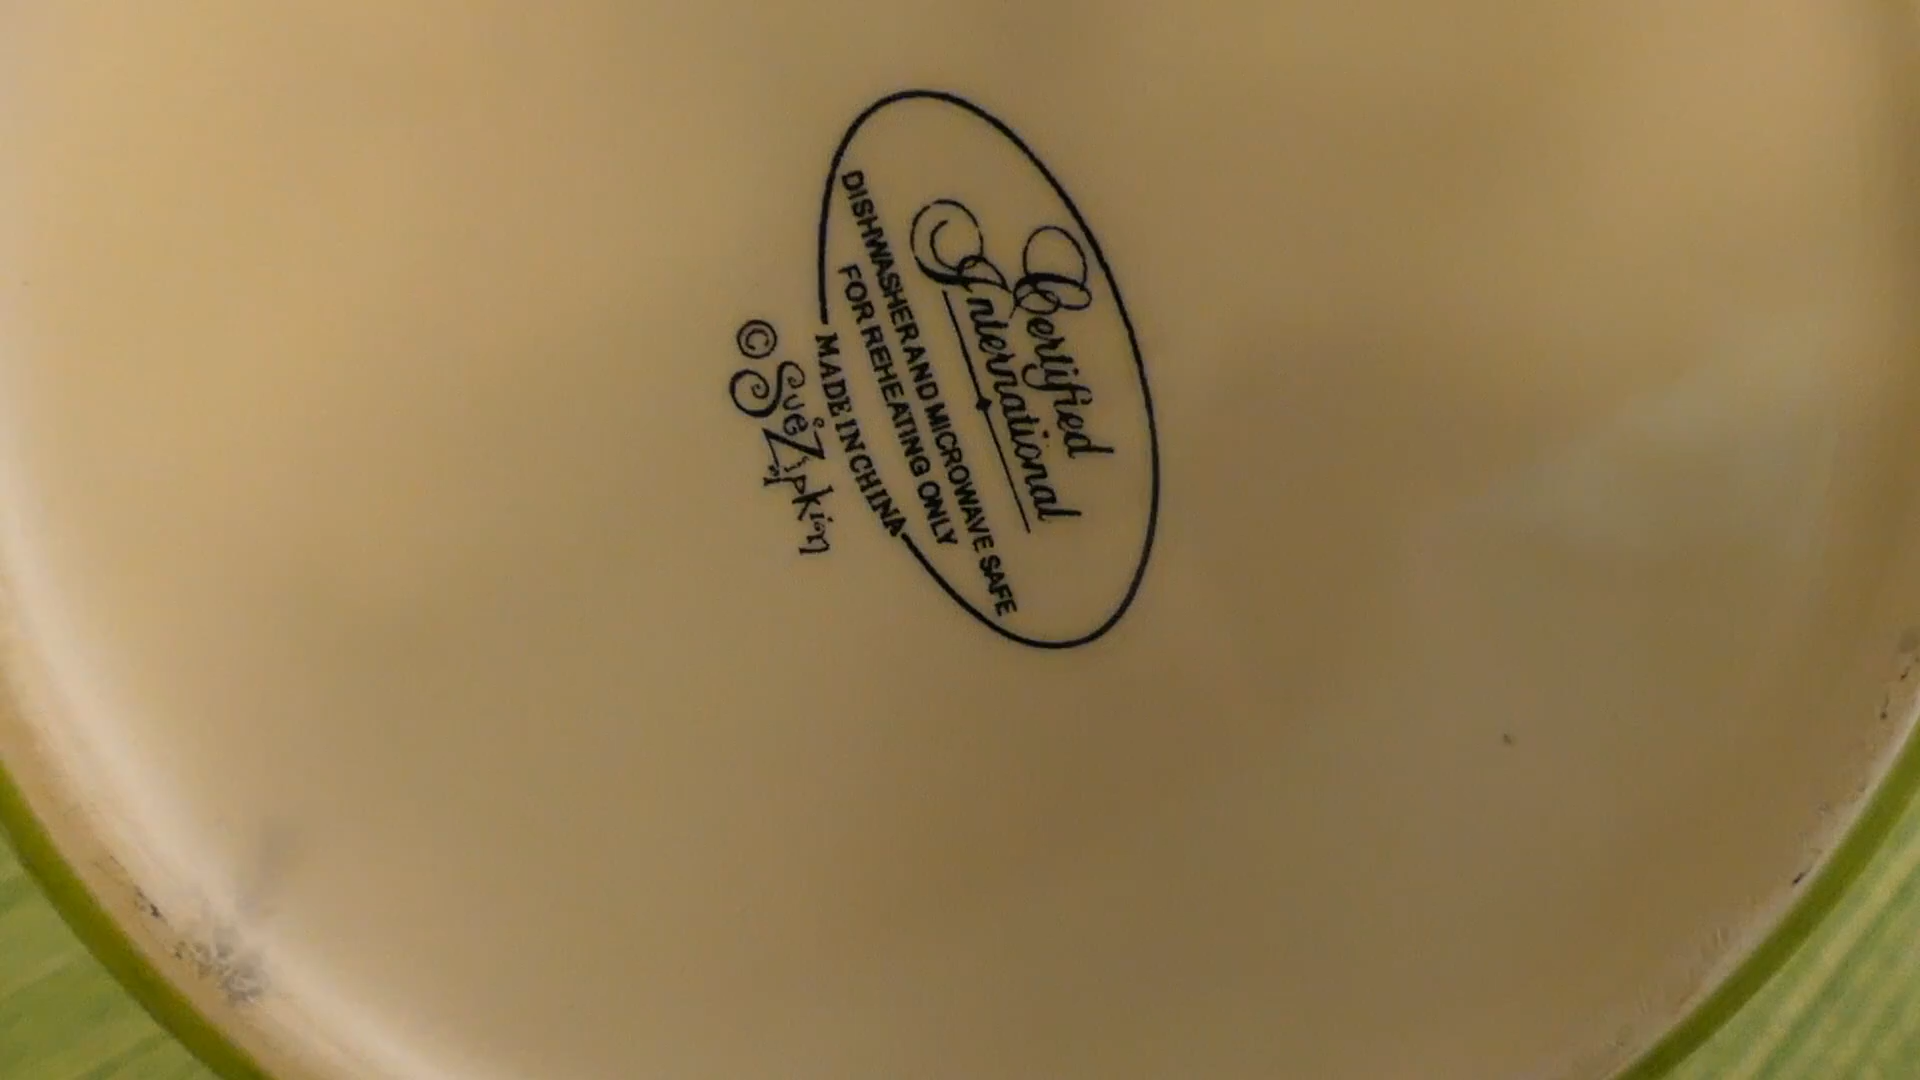 Certified
International
DISHWASHER AND MICROWAVE SAFE
FOR REHEATING ONLY
MADE IN CHINA
© Sue Zipkin